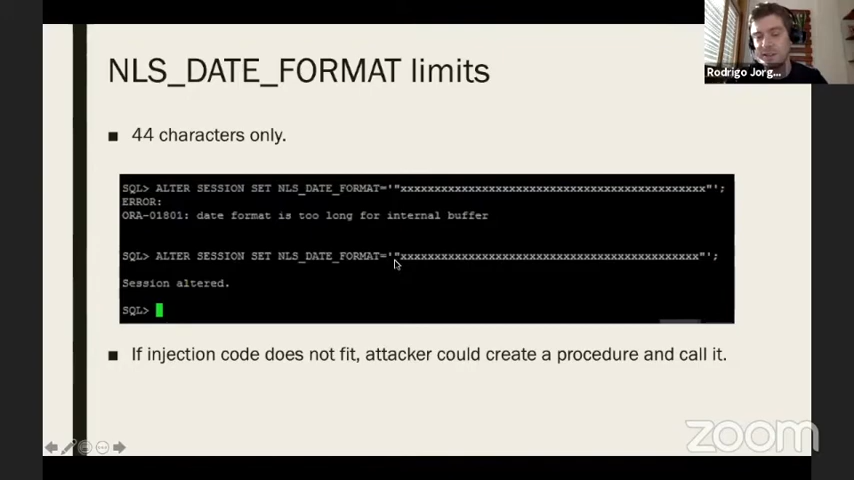 NLS_DATE_FORMAT limits
Rodrigo Jorg...
44 characters only.
SQL> ALTER SESSION SET NLS_DATE_FORMAT='"xxxxxxxxxxxxxxxxxxxxxxxxxxxxxxxxxxxxxxxxxxxxx"';
ERROR:
ORA-01801: date format is too long for internal buffer
SQL> ALTER SESSION SET NLS_DATE_FORMAT='"xxxxxxxxxxxxxxxxxxxxxxxxxxxxxxxxxxxxxxxxxxxx"';
Session altered.
SQL>
If injection code does not fit, attacker could create a procedure and call it.
zoom